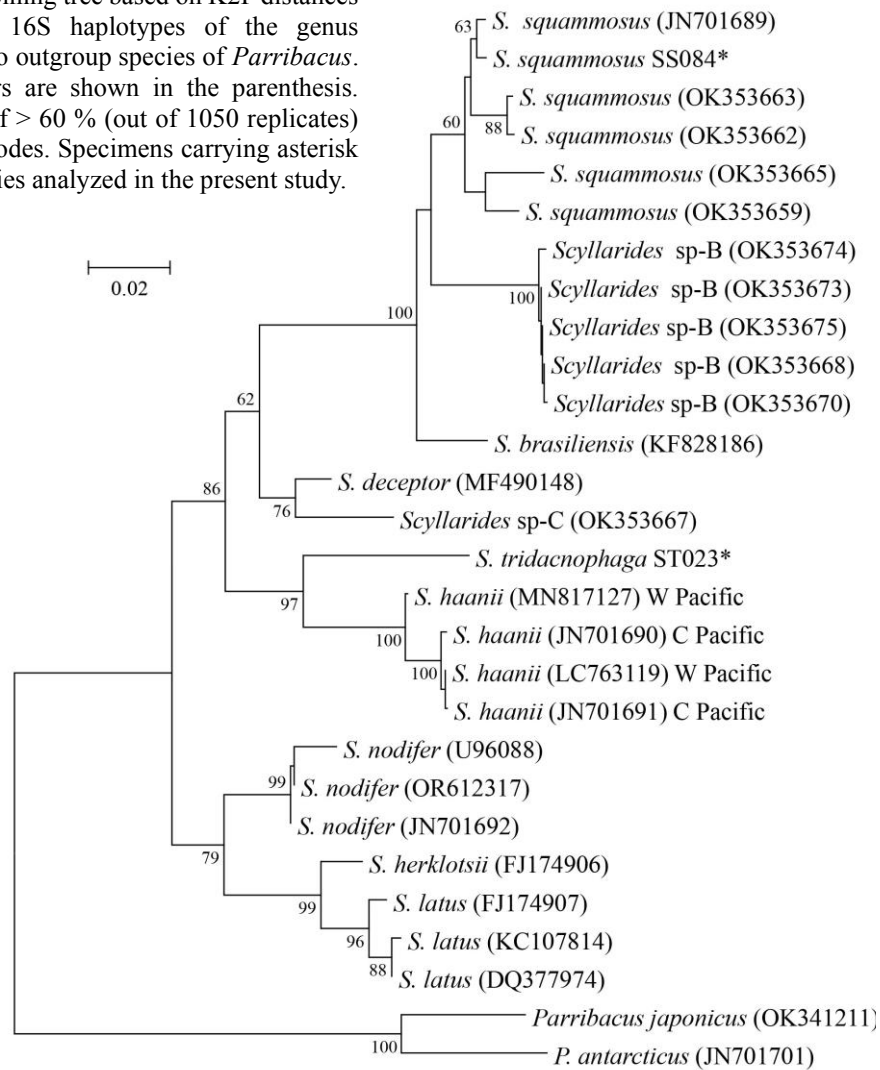 ining tree based on K2P distances
16S haplotypes of the genus
o outgroup species of Parribacus.
rs are shown in the parenthesis.
f > 60 % (out of 1050 replicates)
odes. Specimens carrying asterisk
ies analyzed in the present study.
0.02
63
S. squammosus (JN701689)
S. squammosus SS084*
S. squammosus (OK353663)
60
88
S. squammosus (OK353662)
S. squammosus (OK353665)
S. squammosus (OK353659)
Scyllarides sp-B (OK353674)
100
Scyllarides sp-B (OK353673)
100
Scyllarides sp-B (OK353675)
Scyllarides sp-B (OK353668)
62
Scyllarides sp-B (OK353670)
S. brasiliensis (KF828186)
86
S. deceptor (MF490148)
76
Scyllarides sp-C (OK353667)
S. tridacnophaga ST023*
97
S. haanii (MN817127) W Pacific
100
S. haanii (JN701690) C Pacific
100
S. haanii (LC763119) W Pacific
S. haanii (JN701691) C Pacific
S. nodifer (U96088)
99
S. nodifer (OR612317)
S. nodifer (JN701692)
79
S. herklotsii (FJ174906)
99
S. latus (FJ174907)
96
S. latus (KC107814)
88
S. latus (DQ377974)
Parribacus japonicus (OK341211)
100
P. antarcticus (JN701701)